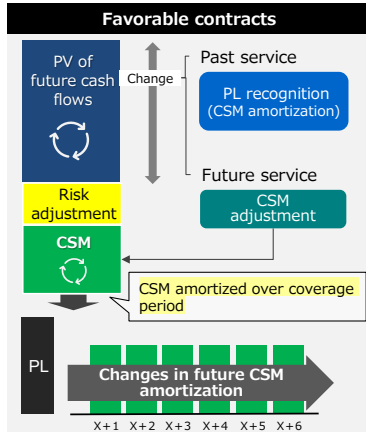 Favorable contracts
PV of
future cash
flows
Change
Past service
PL recognition
(CSM amortization)
Future service
CSM
adjustment
Risk
adjustment
CSM
CSM amortized over coverage
period
PL
Changes in future CSM
amortization
X+1 X+2 X+3 X+4 X+5 X+6